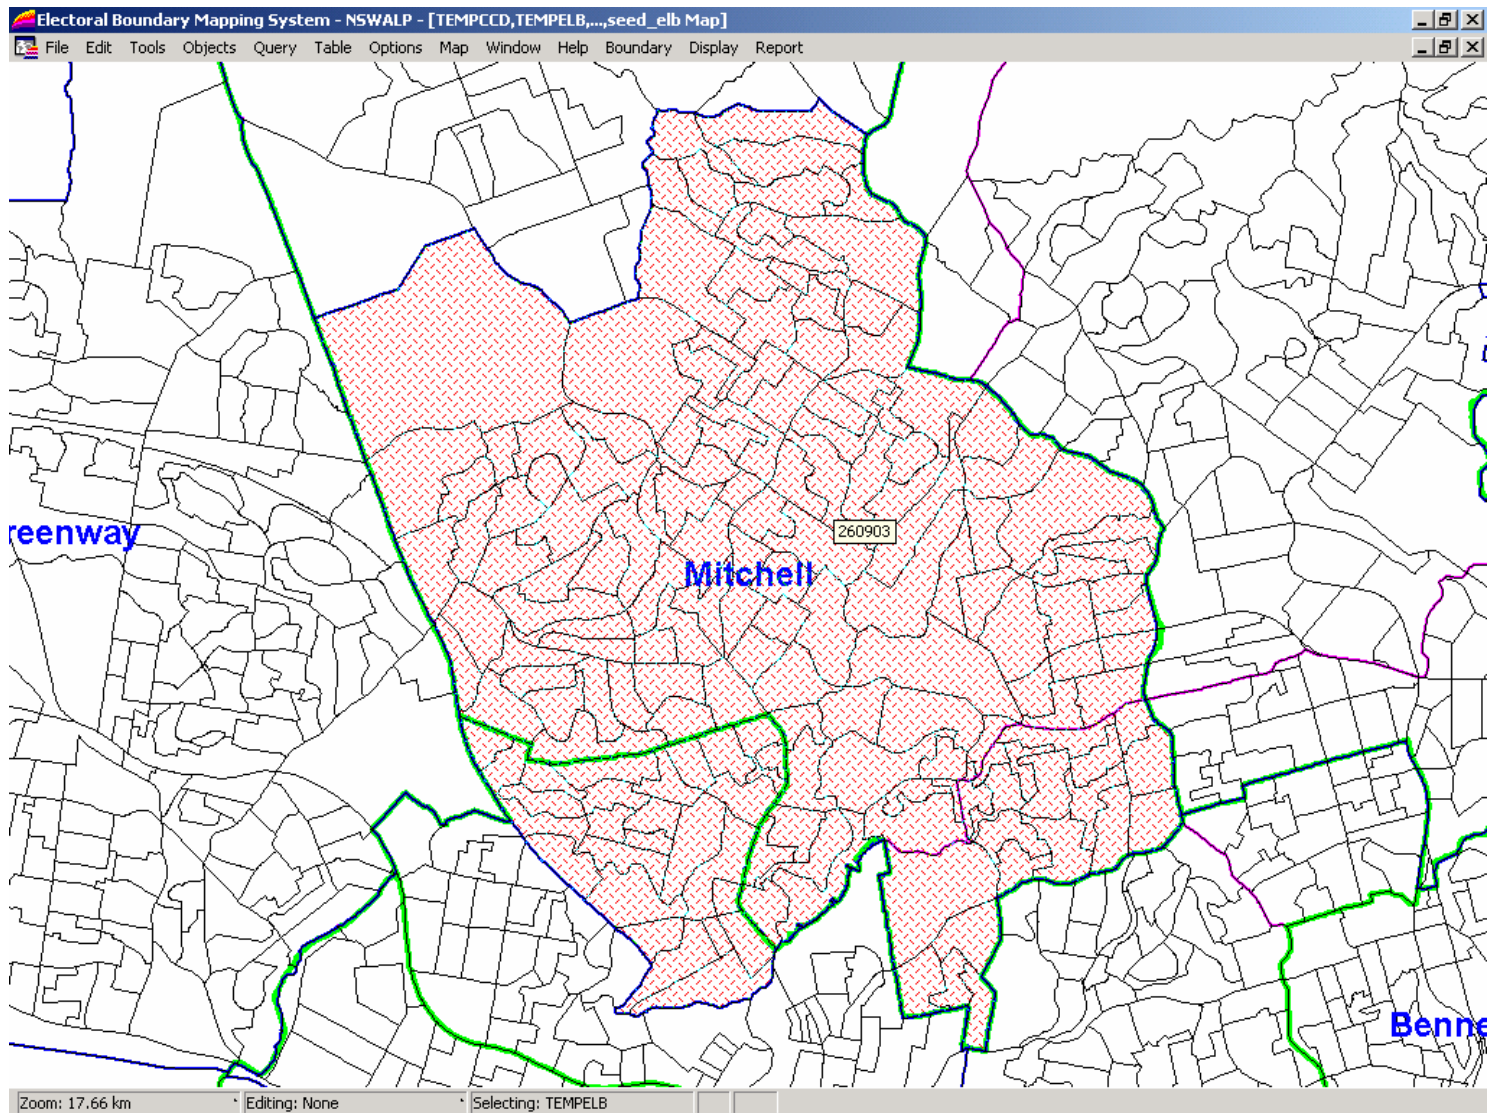 Electoral Boundary Mapping System - NSWALP - [TEMPCCD,TEMPELB,...,seed_elb Map]
File Edit Tools Objects Query Table Options Map Window Help Boundary Display Report
260903
reenway
Mitchell
Benne
Zoom: 17.66 km Editing: None Selecting: TEMPELB